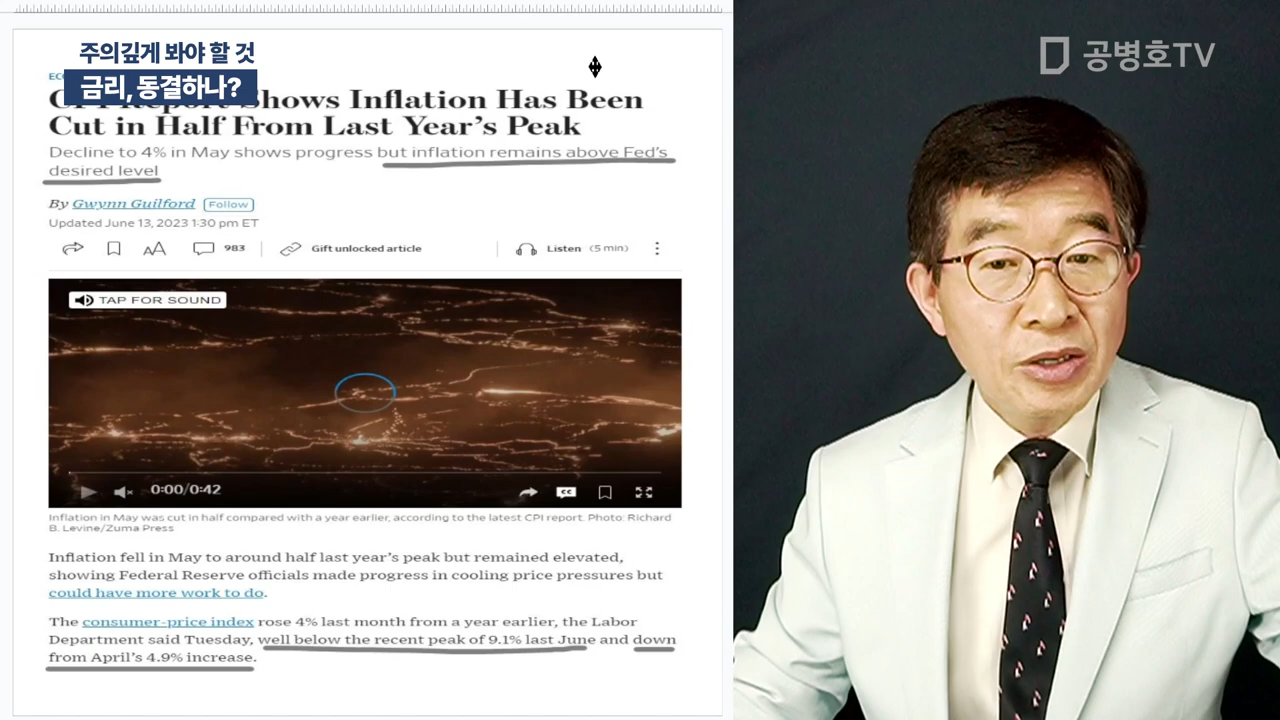 주의깊게 봐야 할 것
금리, 동결하나?
공병호TV
Shows Inflation Has Been
Cut in Half From Last Year's Peak
Decline to 4% in May shows progress but inflation remains above Fed's
desired level
By Gwynn Guilford Follow
Updated June 13, 2023 1:30 pm ET
AA 983 Gift unlocked article Listen (5 min)
TAP FOR SOUND
0:00/0:42 CC
Inflation in May was cut in half compared with a year earlier, according to the latest CPI report. Photo: Richard
B. Levine/Zuma Press
Inflation fell in May to around half last year's peak but remained elevated,
showing Federal Reserve officials made progress in cooling price pressures but
could have more work to do.
The consumer-price index rose 4% last month from a year earlier, the Labor
Department said Tuesday, well below the recent peak of 9.1% last June and down
from April's 4.9% increase.